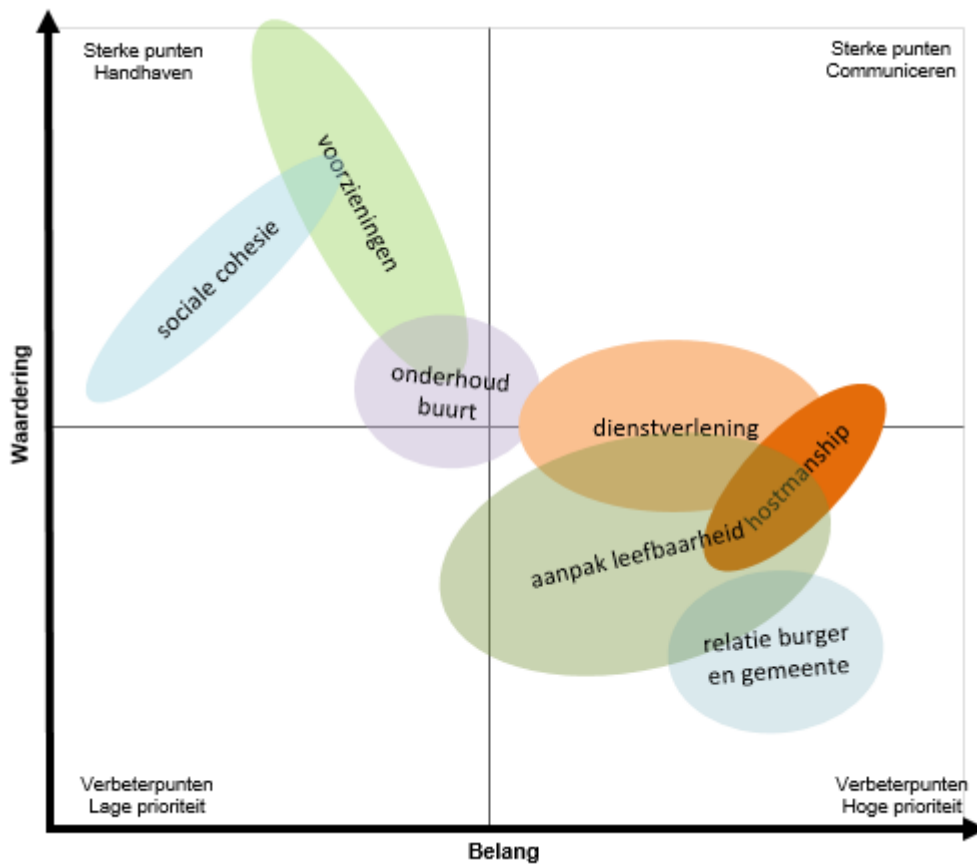 Sterke punten
Handhaven
Sterke punten
Communiceren
voorzieningen
sociale cohesie
onderhoud
buurt
dienstverlening
hostmanship
aanpak leefbaarheid
relatie burger
en gemeente
Waardering
Verbeterpunten
Lage prioriteit
Verbeterpunten
Hoge prioriteit
Belang